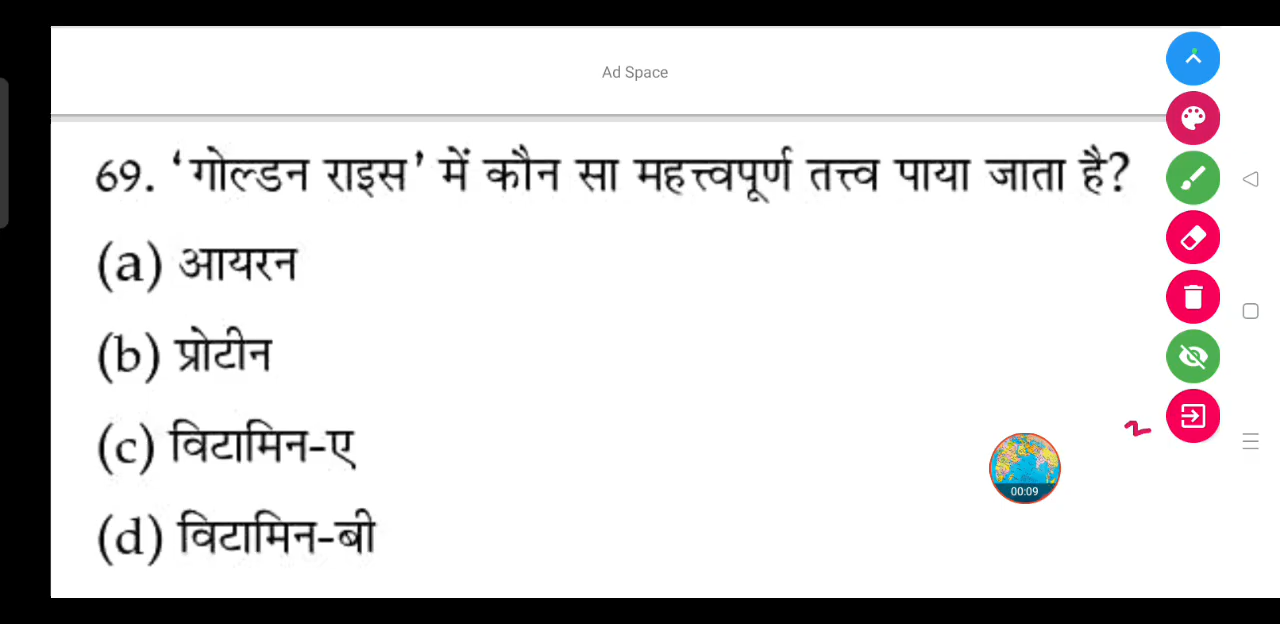 Ad Space
69. ‘गोल्डन राइस’ में कौन सा महत्त्वपूर्ण तत्त्व पाया जाता है?
(a) आयरन
(b) प्रोटीन
(c) विटामिन-ए
(d) विटामिन-बी
00:09